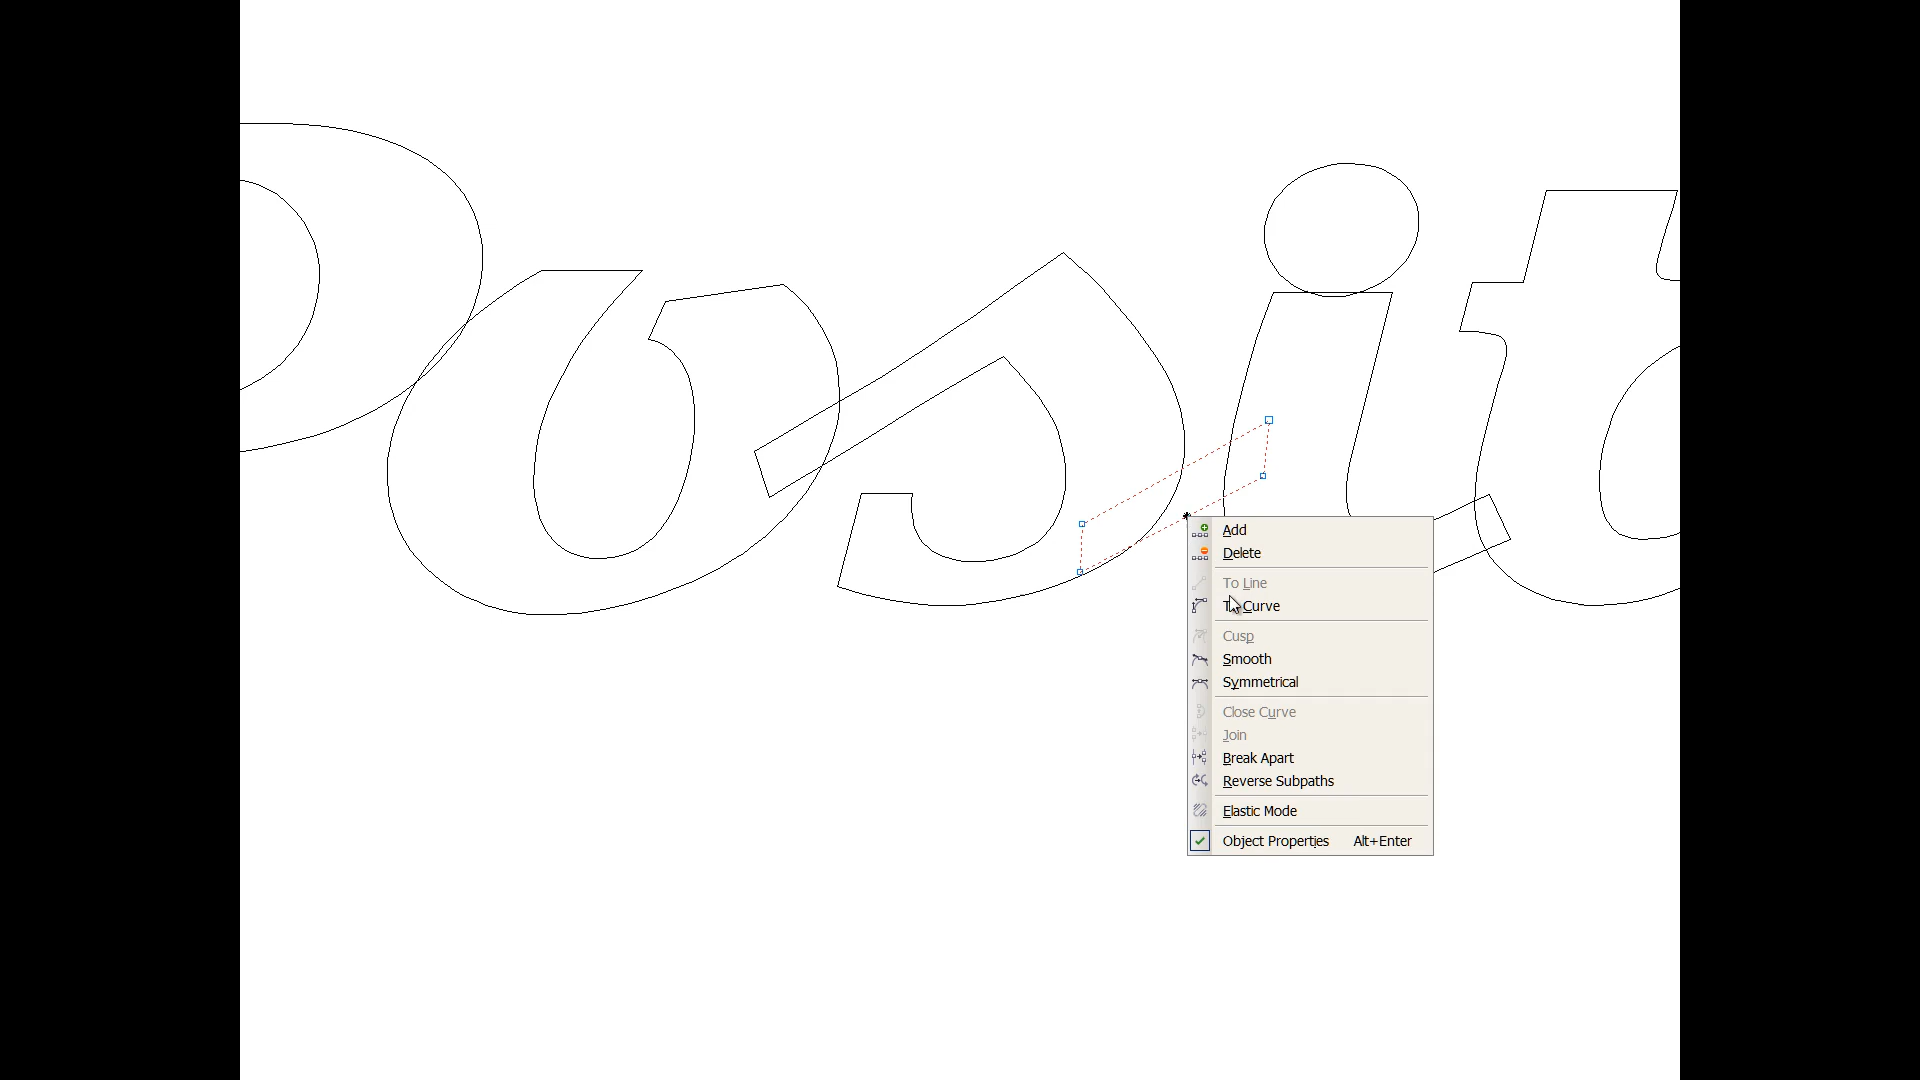 Posit
Add
Delete
To Line
To Curve
Cusp
Smooth
Symmetrical
Close Curve
Join
Break Apart
Reverse Subpaths
Elastic Mode
Object Properties Alt+Enter